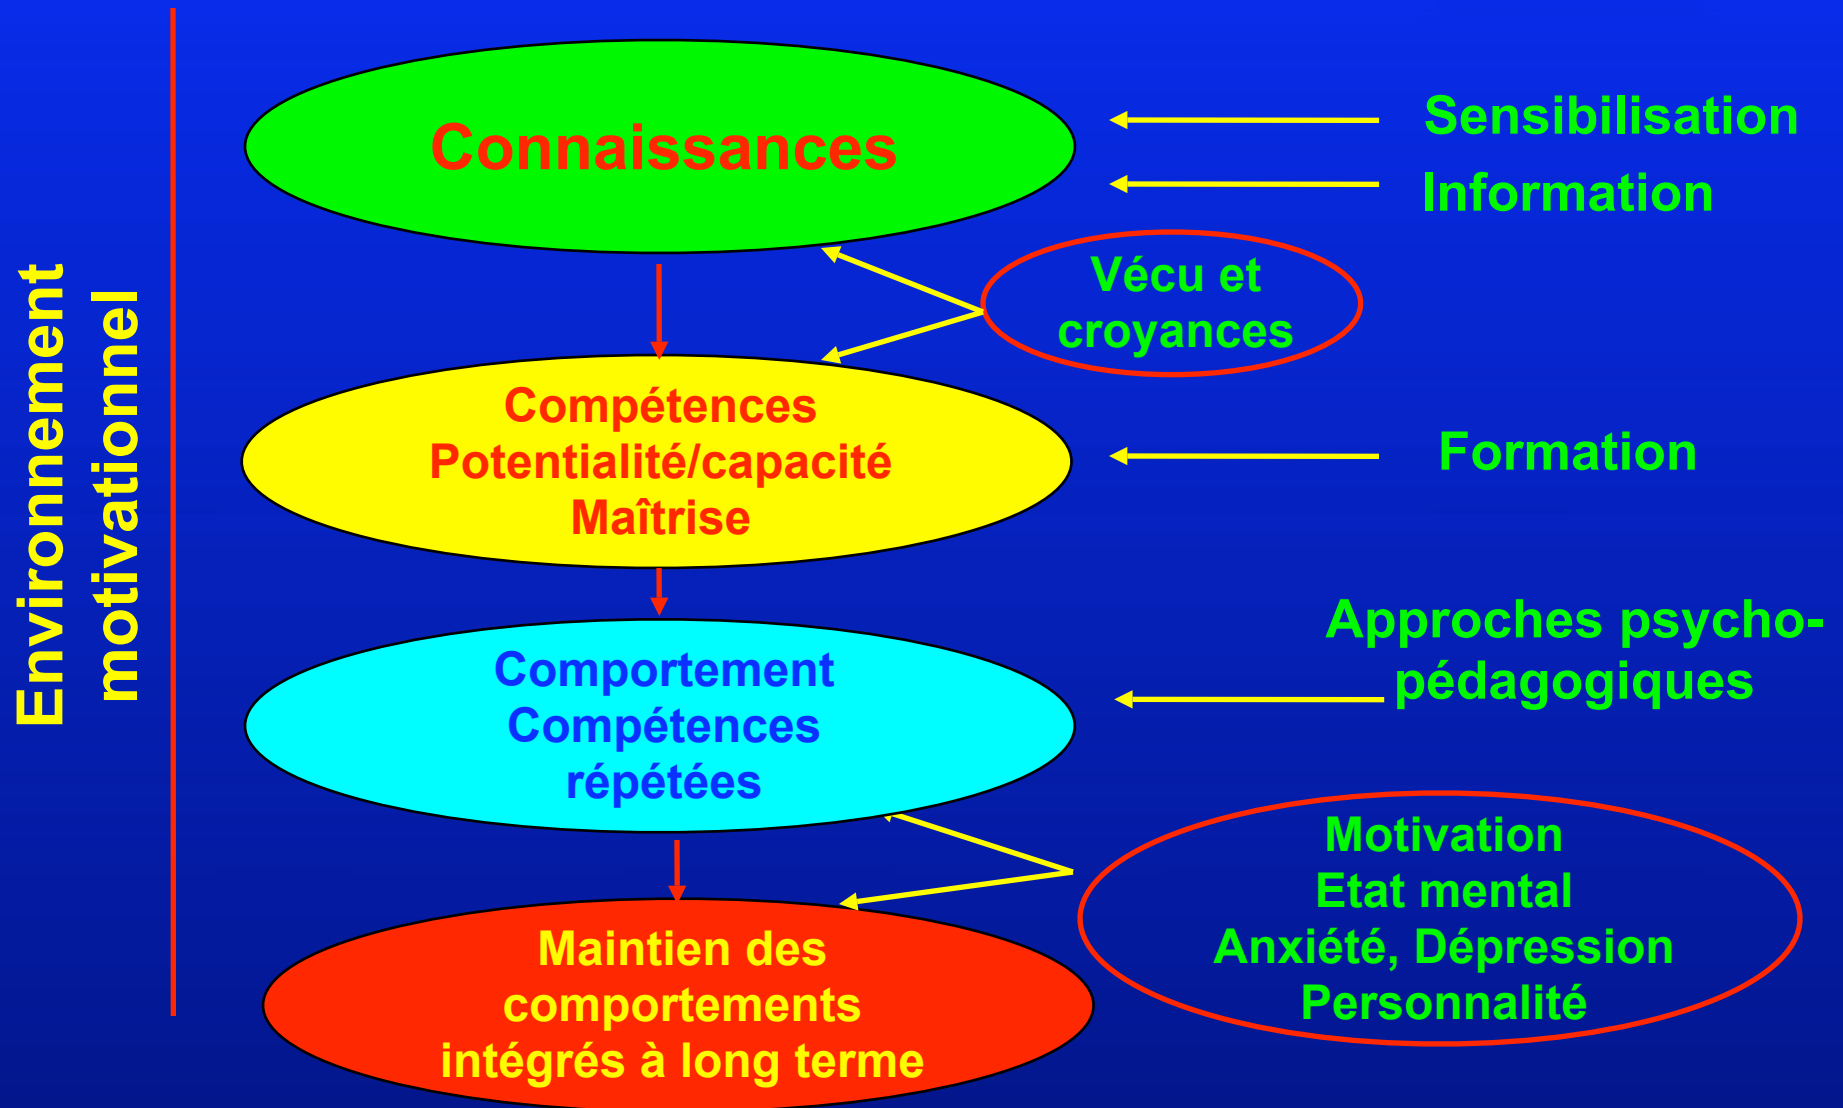 Environnement
motivationnel
Connaissances
Sensibilisation
Information
Vécu et
croyances
Compétences
Potentialité/capacité
Maîtrise
Formation
Comportement
Compétences
répétées
Approches psycho-
pédagogiques
Maintien des
comportements
intégrés à long terme
Motivation
Etat mental
Anxiété, Dépression
Personnalité